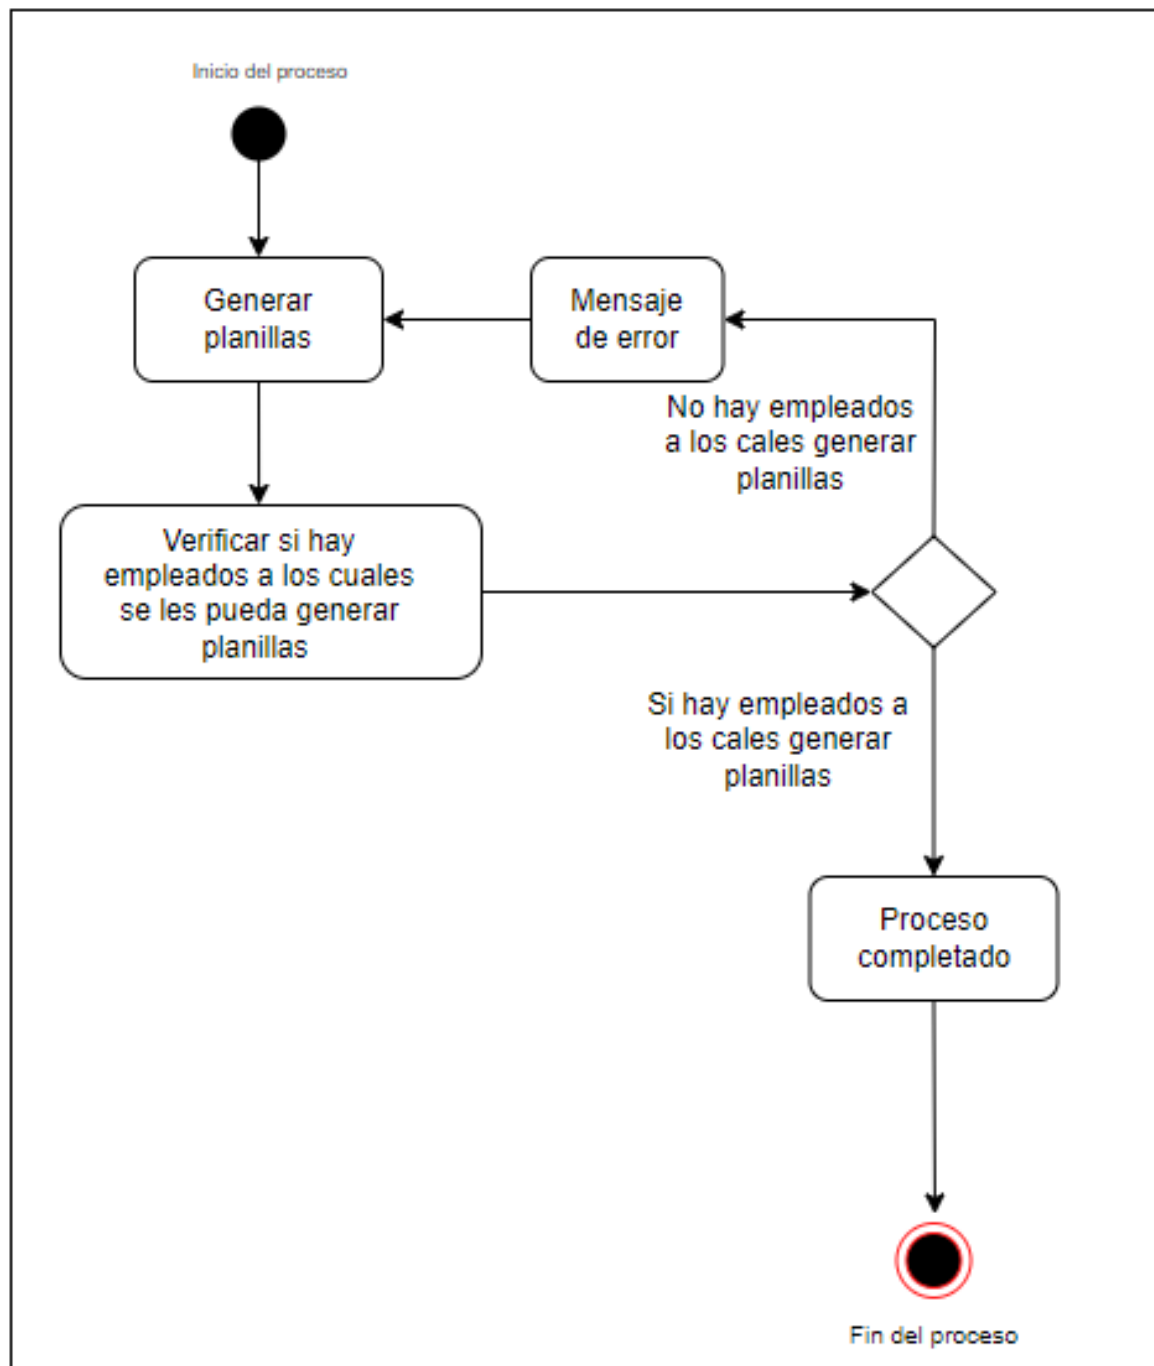 Inicio del proceso
Generar
planillas
Mensaje
de error
No hay empleados
a los cales generar
planillas
Verificar si hay
empleados a los cuales
se les pueda generar
planillas
Si hay empleados a
los cales generar
planillas
Proceso
completado
Fin del proceso